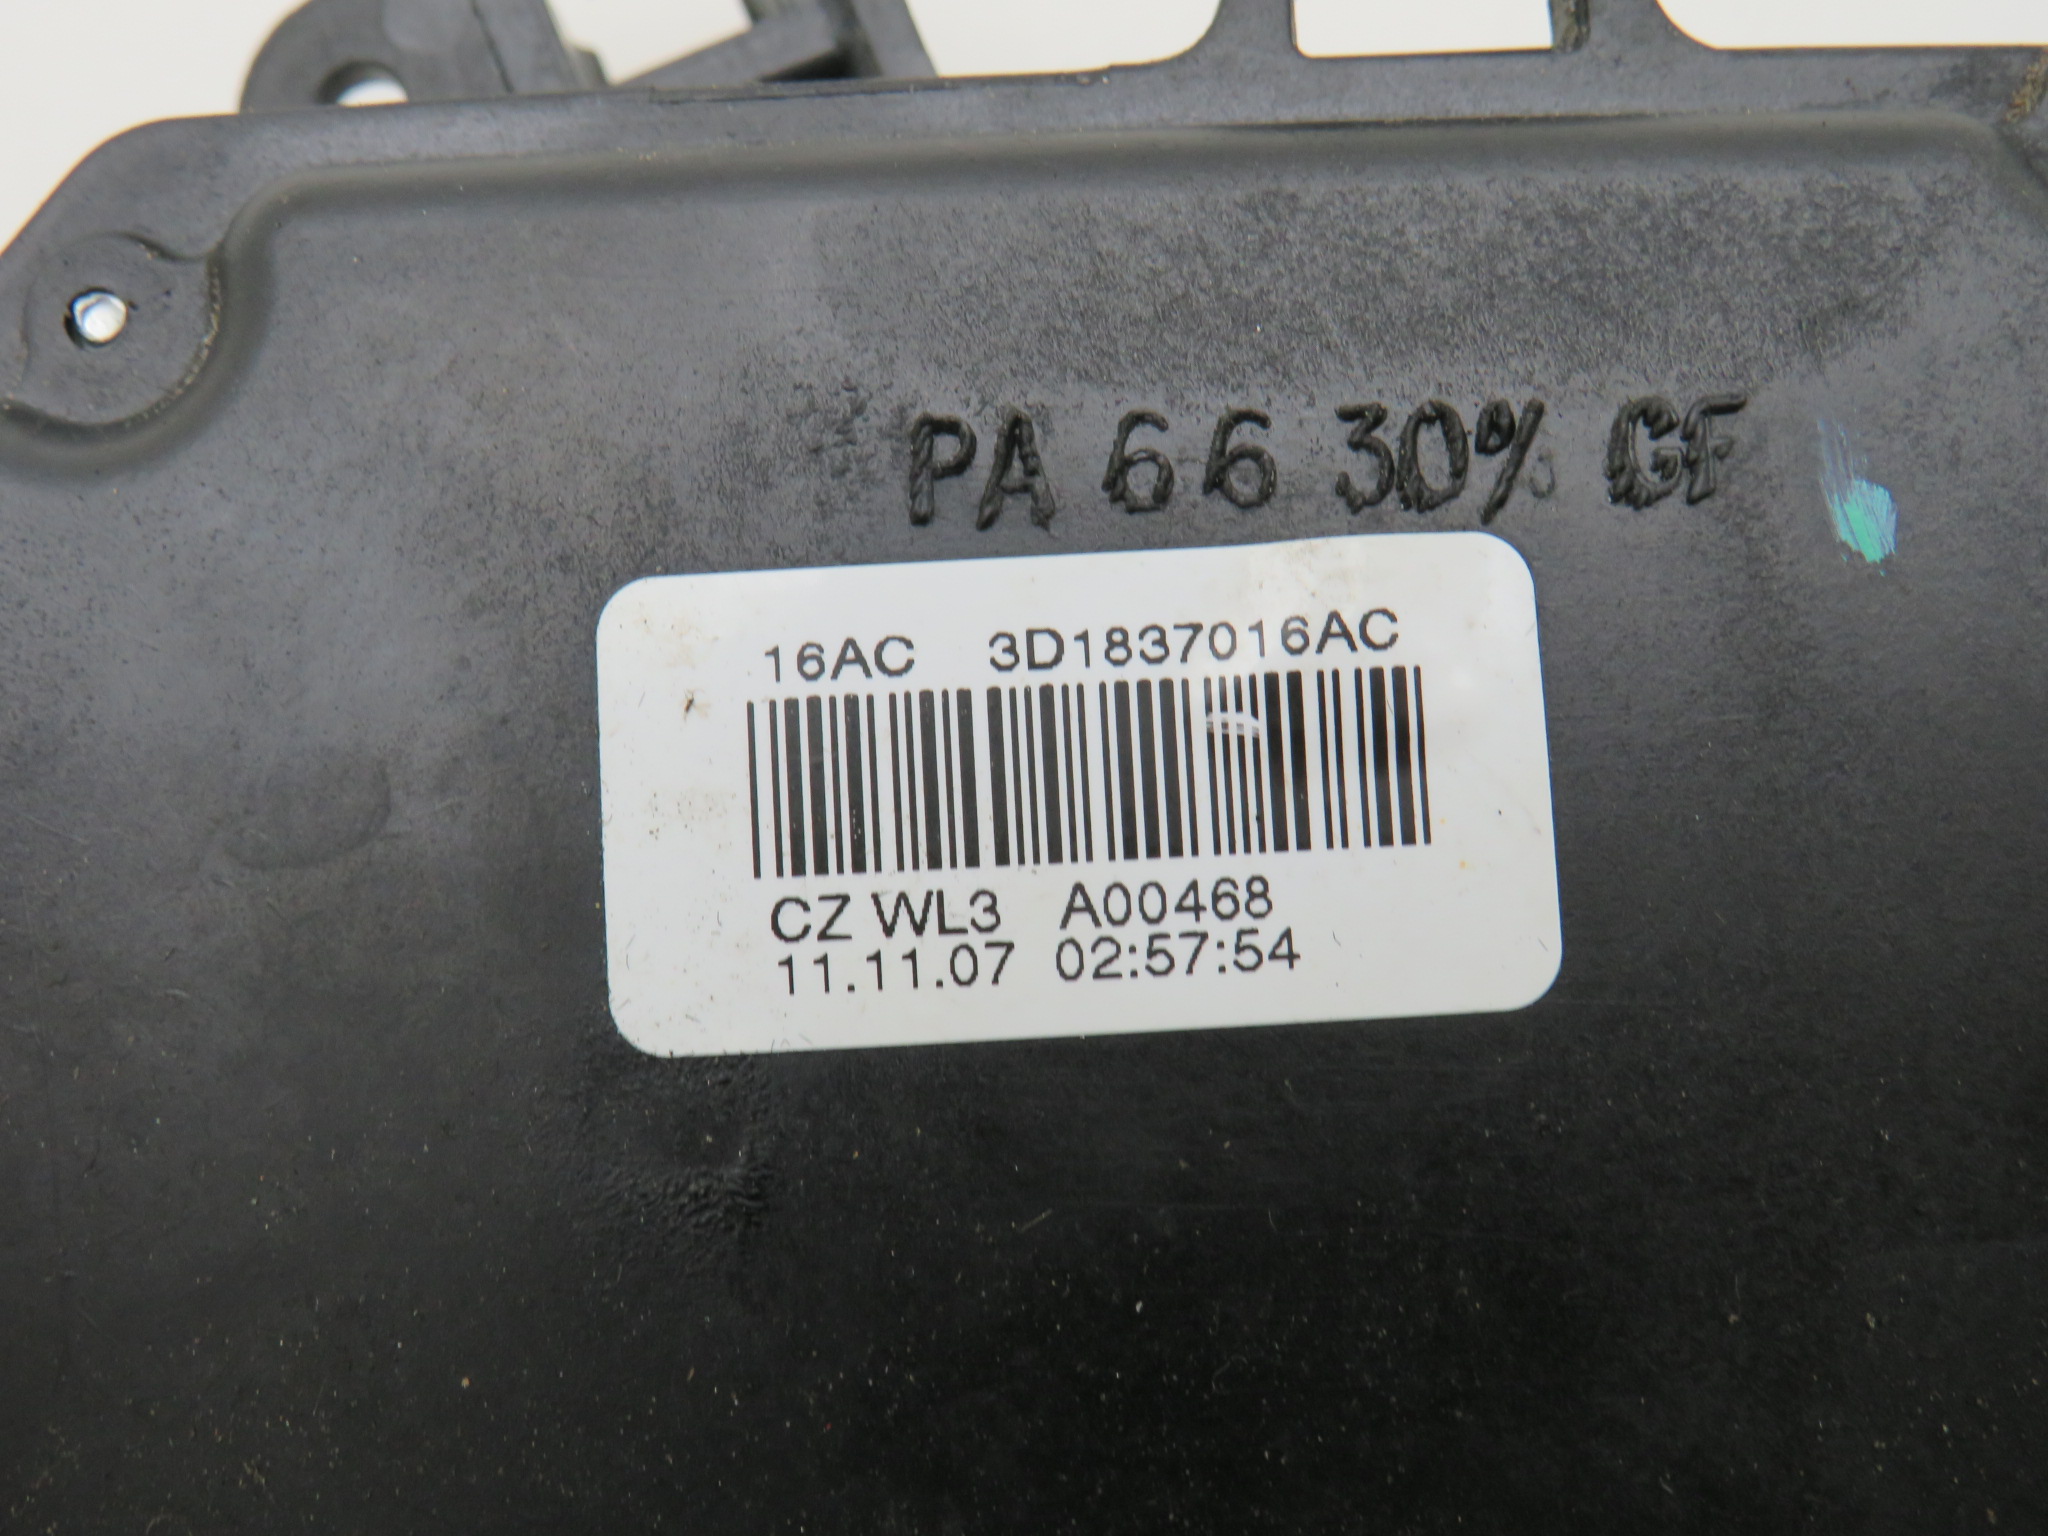 PA 66 30% GF
16AC 3D1837016AC
CZ WL3 A00468
11.11.07 02:57:54